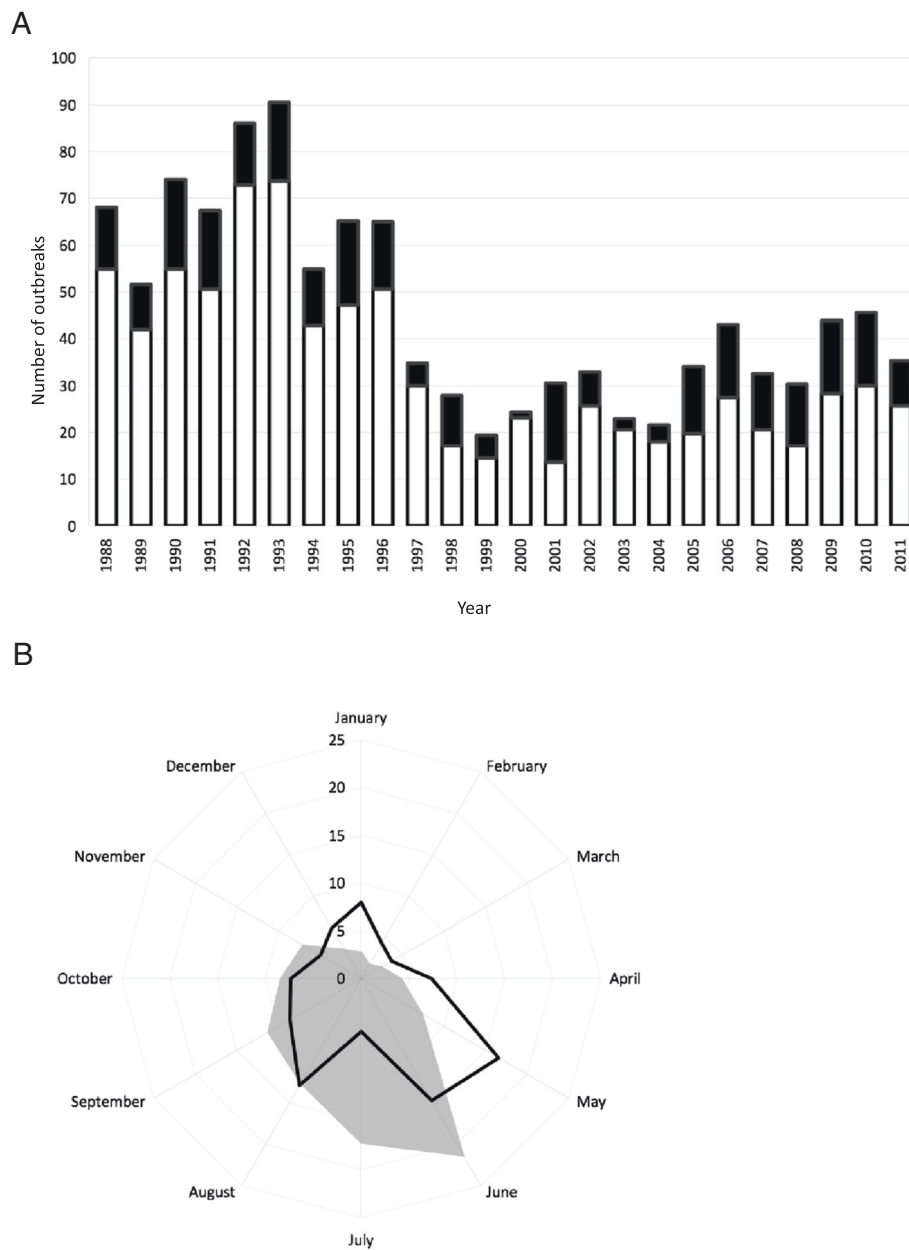 A
100
90
80
70
60
50
40
30
20
10
0
Number of outbreaks
1988 1989 1990 1991 1992 1993 1994 1995 1996 1997 1998 1999 2000 2001 2002 2003 2004 2005 2006 2007 2008 2009 2010 2011
Year
B
January
25
December February
20
15
November March
10
5
October 0 April
September May
August June
July